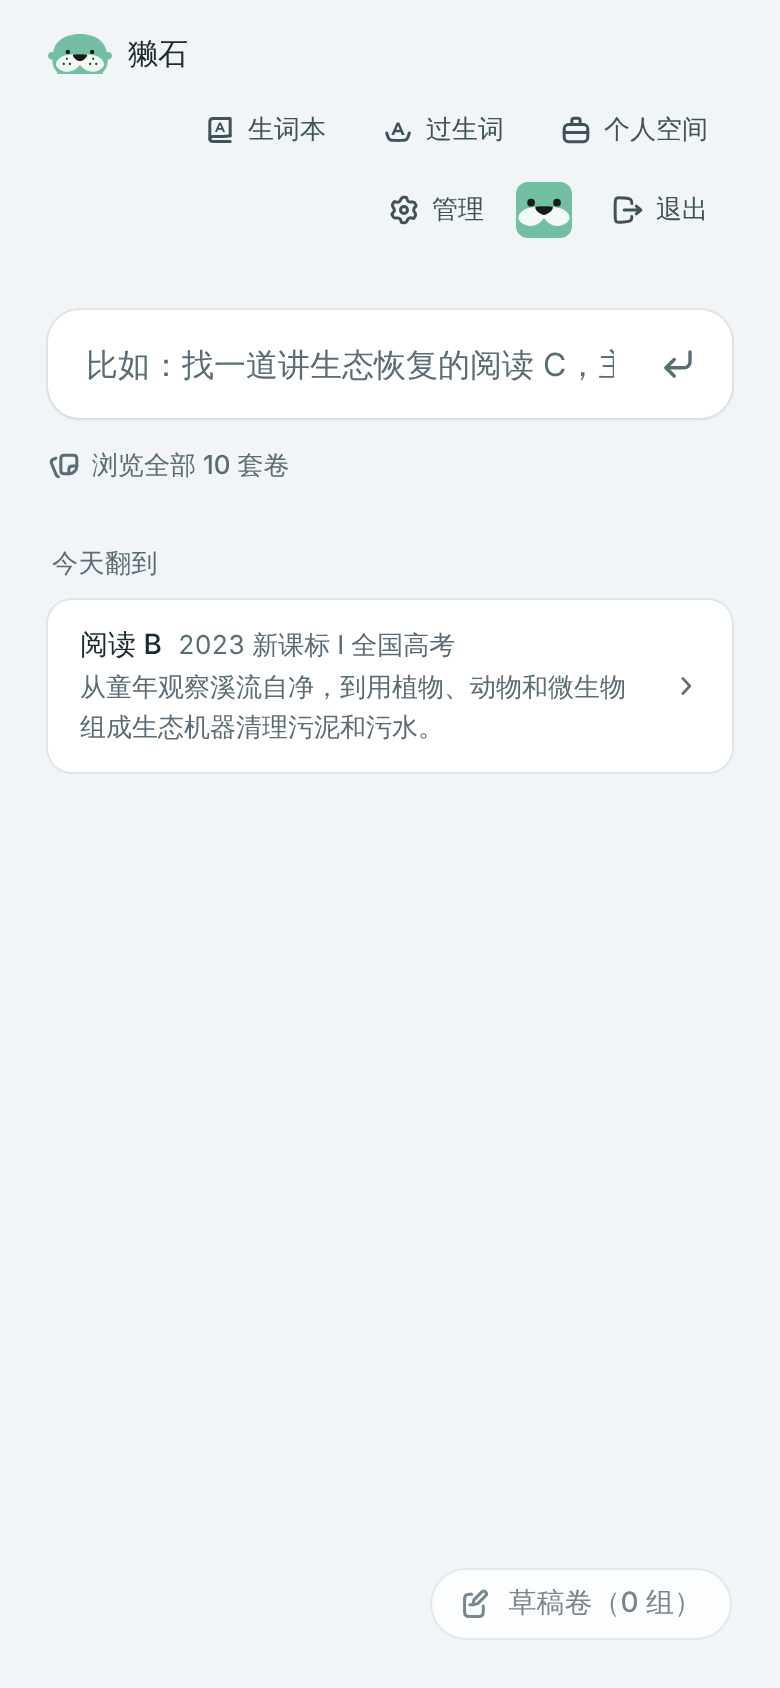 獭石
生词本 过生词 个人空间
管理 退出
比如：找一道讲生态恢复的阅读 C，
浏览全部 10 套卷
今天翻到
阅读 B 2023 新课标 I 全国高考
从童年观察溪流自净，到用植物、动物和微生物
组成生态机器清理污泥和污水。
草稿卷（0 组）